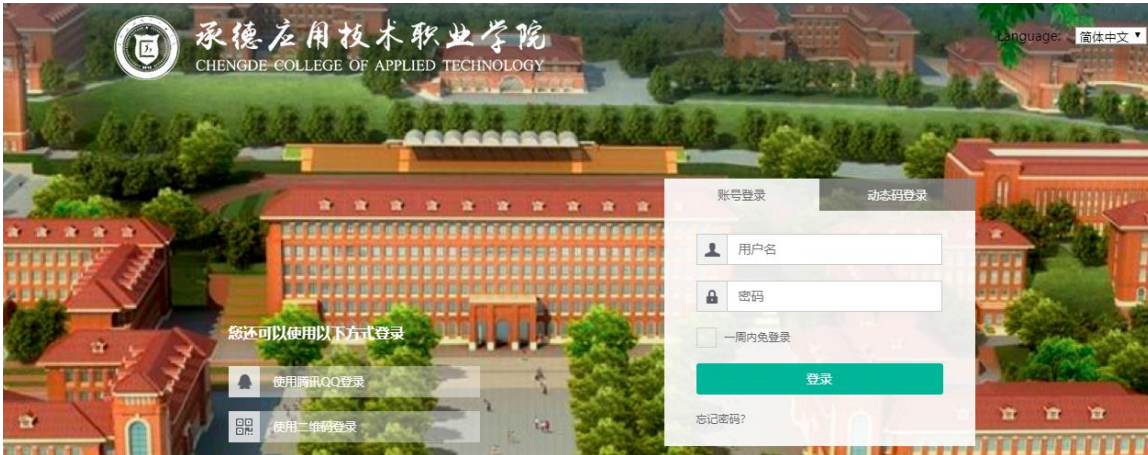 承德应用技术职业学院
CHENGDE COLLEGE OF APPLIED TECHNOLOGY
Language: 简体中文
账号登录 动态码登录
用户名
密码
一周内免登录
登录
忘记密码?
您还可以使用以下方式登录
使用腾讯QQ登录
使用二维码登录